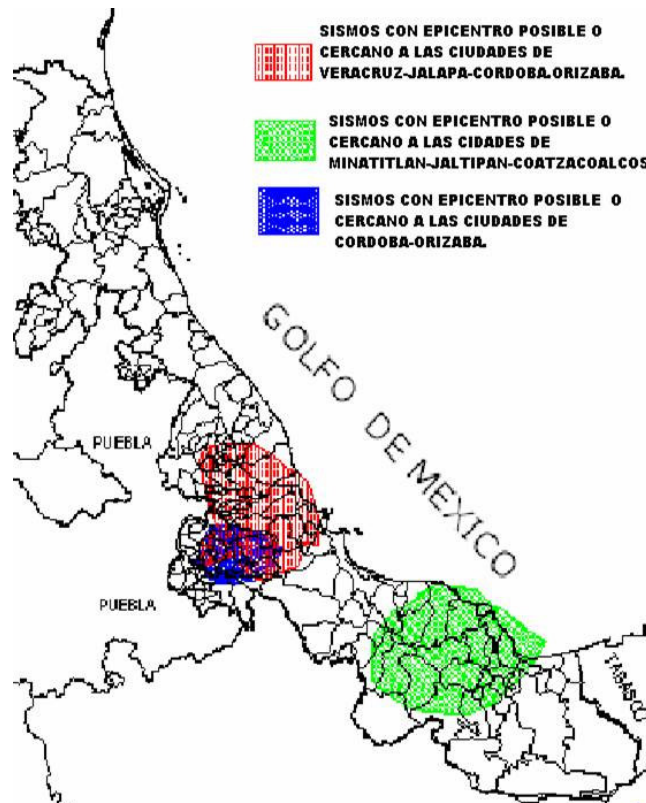 SISMOS CON EPICENTRO POSIBLE O
CERCANO A LAS CIUDADES DE
VERACRUZ-JALAPA-CORDOBA.ORIZABA.
SISMOS CON EPICENTRO POSIBLE O
CERCANO A LAS CIDADES DE
MINATITLAN-JALTIPAN-COATZACOALCOS
SISMOS CON EPICENTRO POSIBLE O
CERCANO A LAS CIUDADES DE
CORDOBA-ORIZABA.
GOLFO DE MEXICO
PUEBLA
PUEBLA
TABASCO